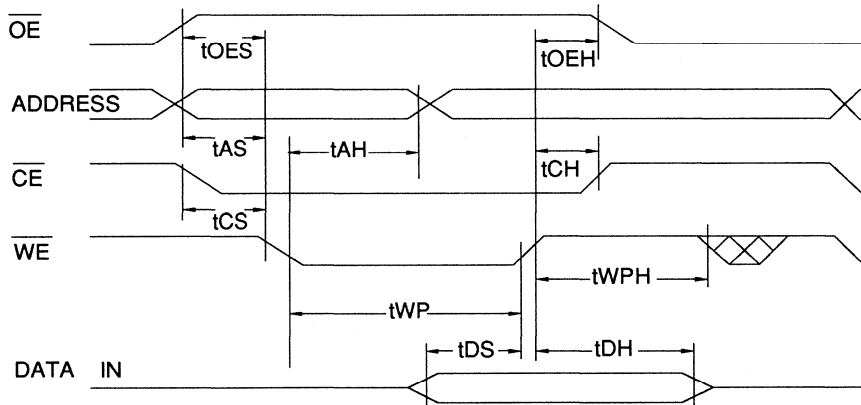 OE
tOES
tOEH
ADDRESS
tAS
tAH
tCH
CE
tCS
WE
tWPH
tWP
tDS
tDH
DATA IN